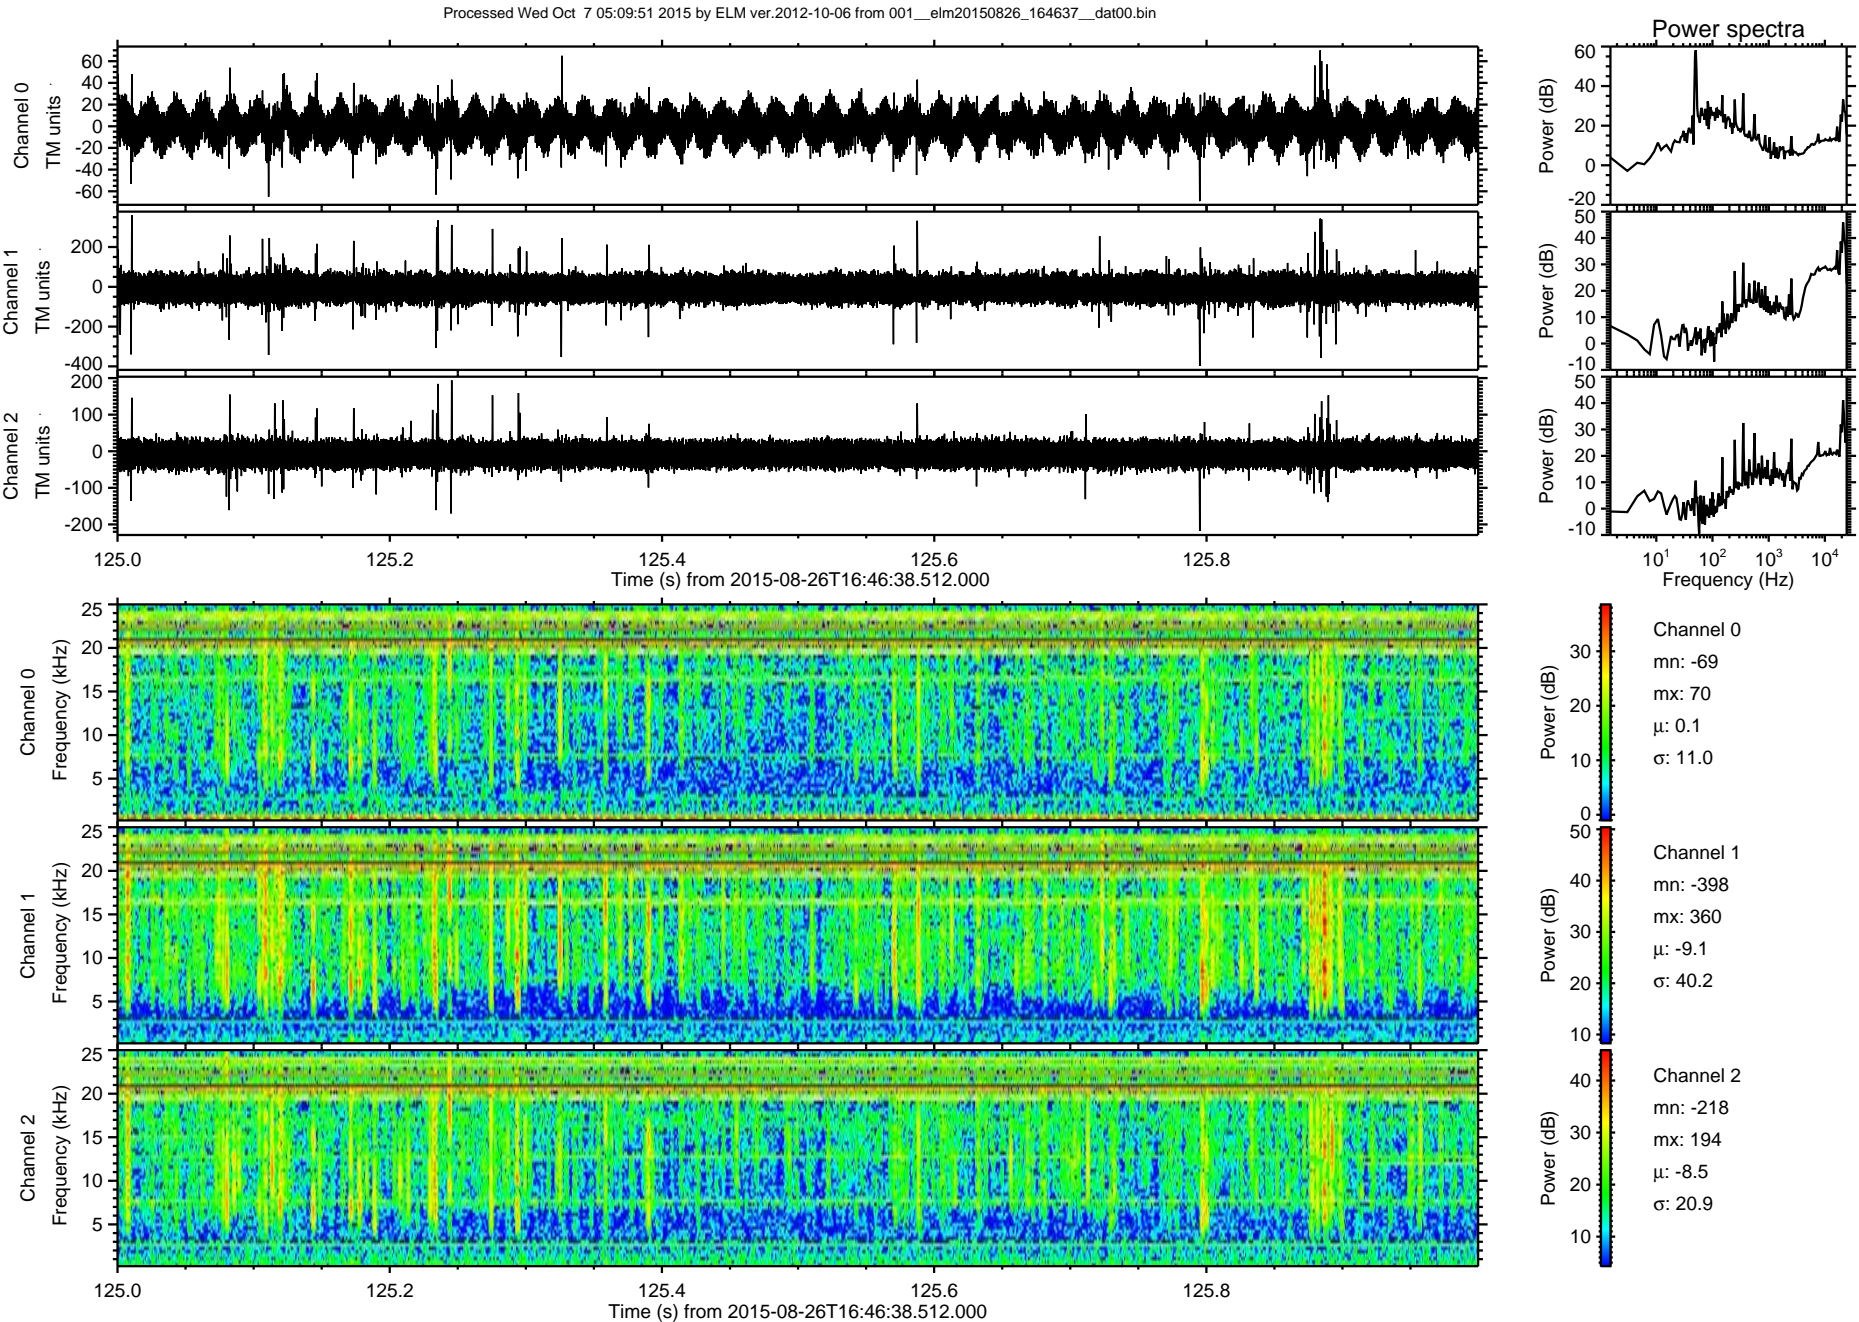 Processed Wed Oct  7 05:09:51 2015 by ELM ver.2012-10-06 from 001__elm20150826_164637__dat00.bin
Power spectra
Channel 0
TM units
60
40
20
0
-20
-40
-60
Power (dB)
60
40
20
0
-20
Channel 1
TM units
200
0
-200
-400
Power (dB)
50
40
30
20
10
0
-10
Channel 2
TM units
200
100
0
-100
-200
Power (dB)
50
40
30
20
10
0
-10
125.0 125.2 125.4 125.6 125.8
Time (s) from 2015-08-26T16:46:38.512.000
10^1 10^2 10^3 10^4
Frequency (Hz)
Channel 0
Frequency (kHz)
25
20
15
10
5
Power (dB)
30
20
10
0
Channel 0
mn: -69
mx: 70
μ: 0.1
σ: 11.0
Channel 1
Frequency (kHz)
25
20
15
10
5
Power (dB)
50
40
30
20
10
Channel 1
mn: -398
mx: 360
μ: -9.1
σ: 40.2
Channel 2
Frequency (kHz)
25
20
15
10
5
Power (dB)
40
30
20
10
Channel 2
mn: -218
mx: 194
μ: -8.5
σ: 20.9
125.0 125.2 125.4 125.6 125.8
Time (s) from 2015-08-26T16:46:38.512.000